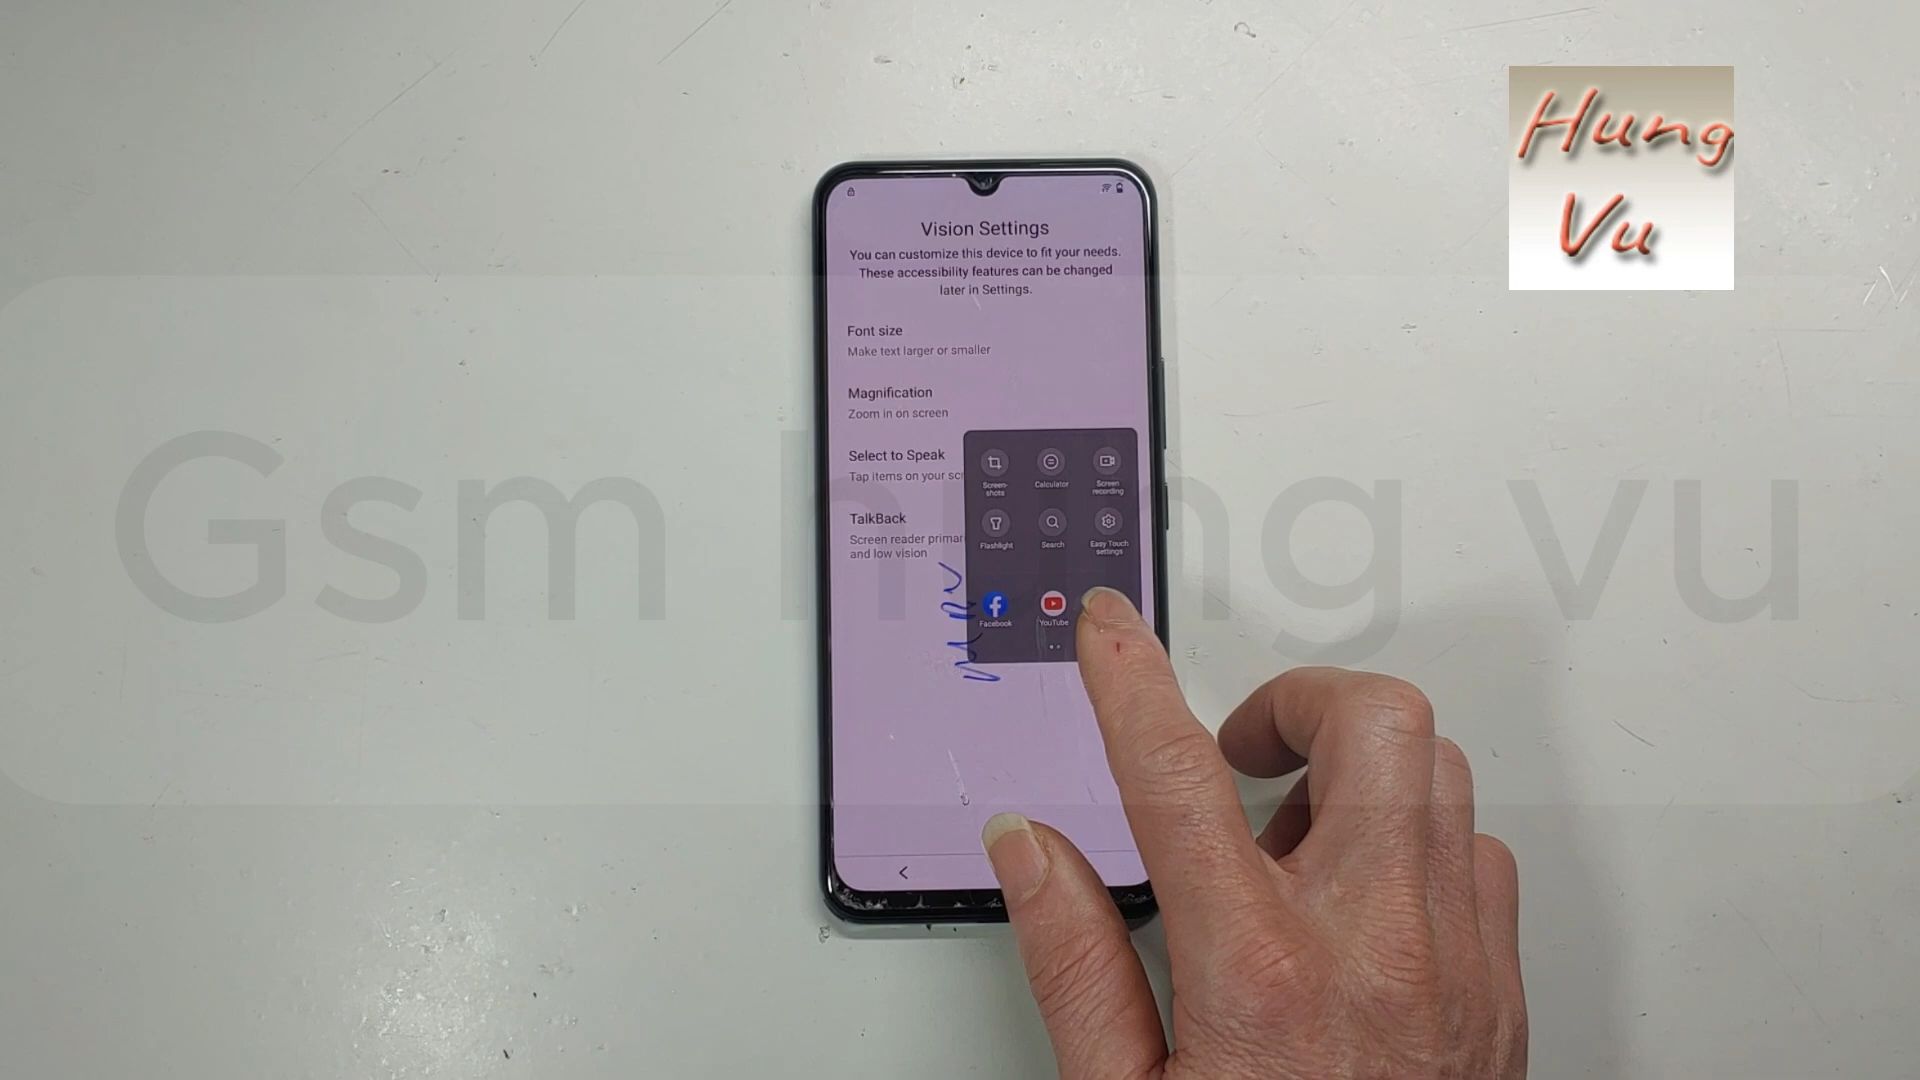 Hung
Vu
Vision Settings
You can customize this device to fit your needs.
These accessibility features can be changed
later in Settings.
Font size
Make text larger or smaller
Magnification
Zoom in on screen
Select to Speak
Tap items on your
TalkBack
Screen reader
and low vision
Screen-
shots
Calculator
Screen
recording
Flashlight
Search
Easy Touch
settings
Facebook
YouTube
Gsm hung vu